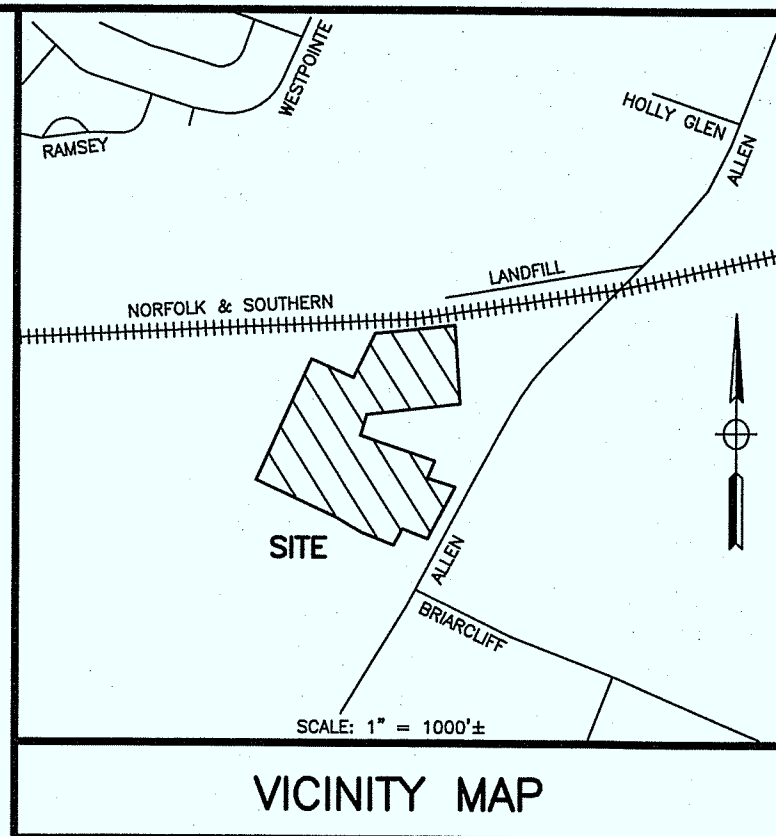 WESTPOINTE
HOLLY GLEN
ALLEN
RAMSEY
LANDFILL
NORFOLK & SOUTHERN
SITE
ALLEN
BRIARCLIFF
SCALE: 1" = 1000'±
VICINITY MAP